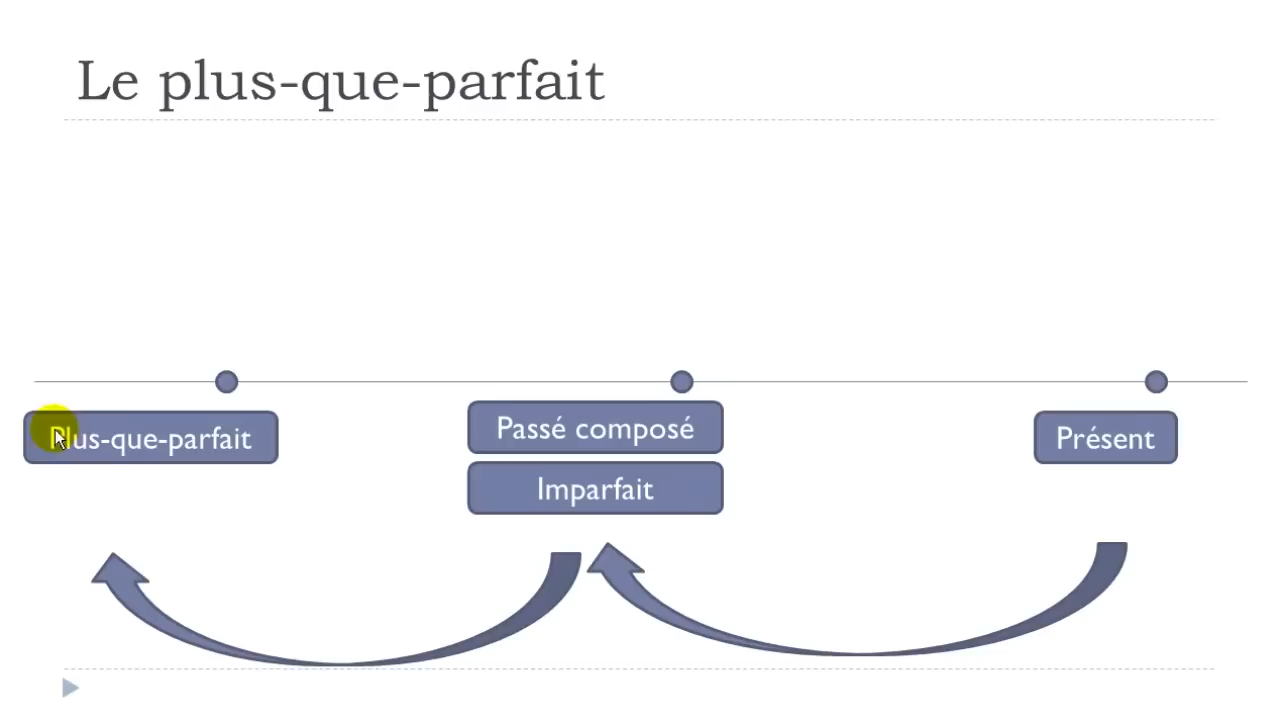 Le plus-que-parfait
Plus-que-parfait
Passé composé
Imparfait
Présent